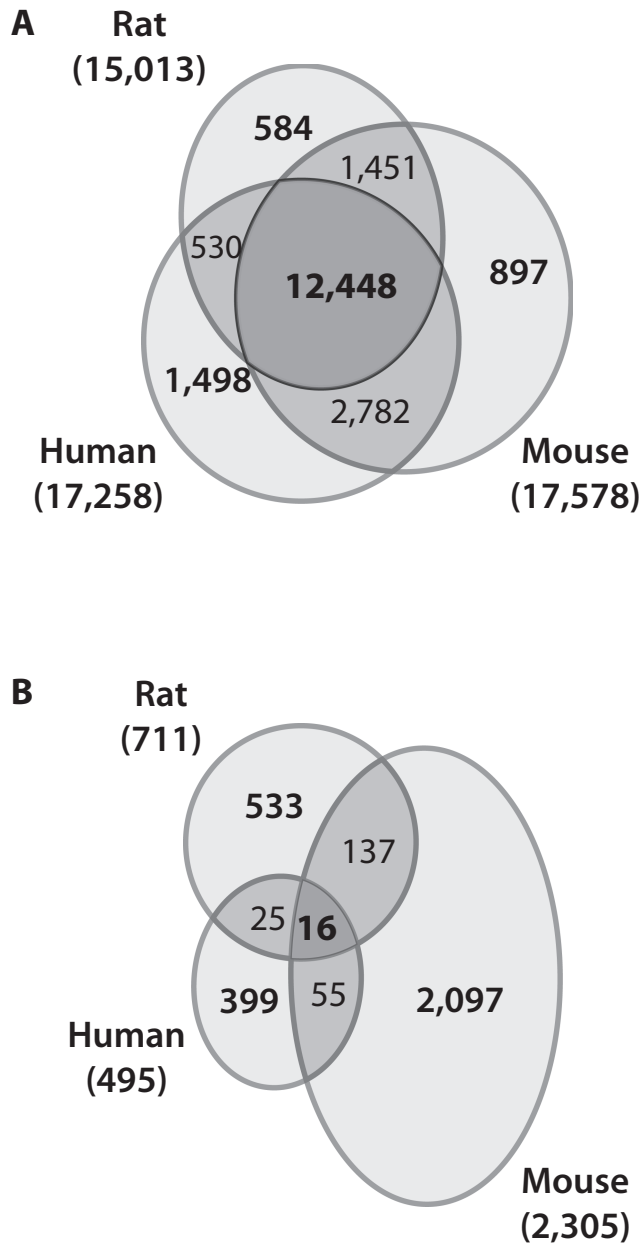 A
Rat
(15,013)
584
1,451
530
12,448
897
1,498
2,782
Human
(17,258)
Mouse
(17,578)
B
Rat
(711)
533
137
25
16
399
55
2,097
Human
(495)
Mouse
(2,305)